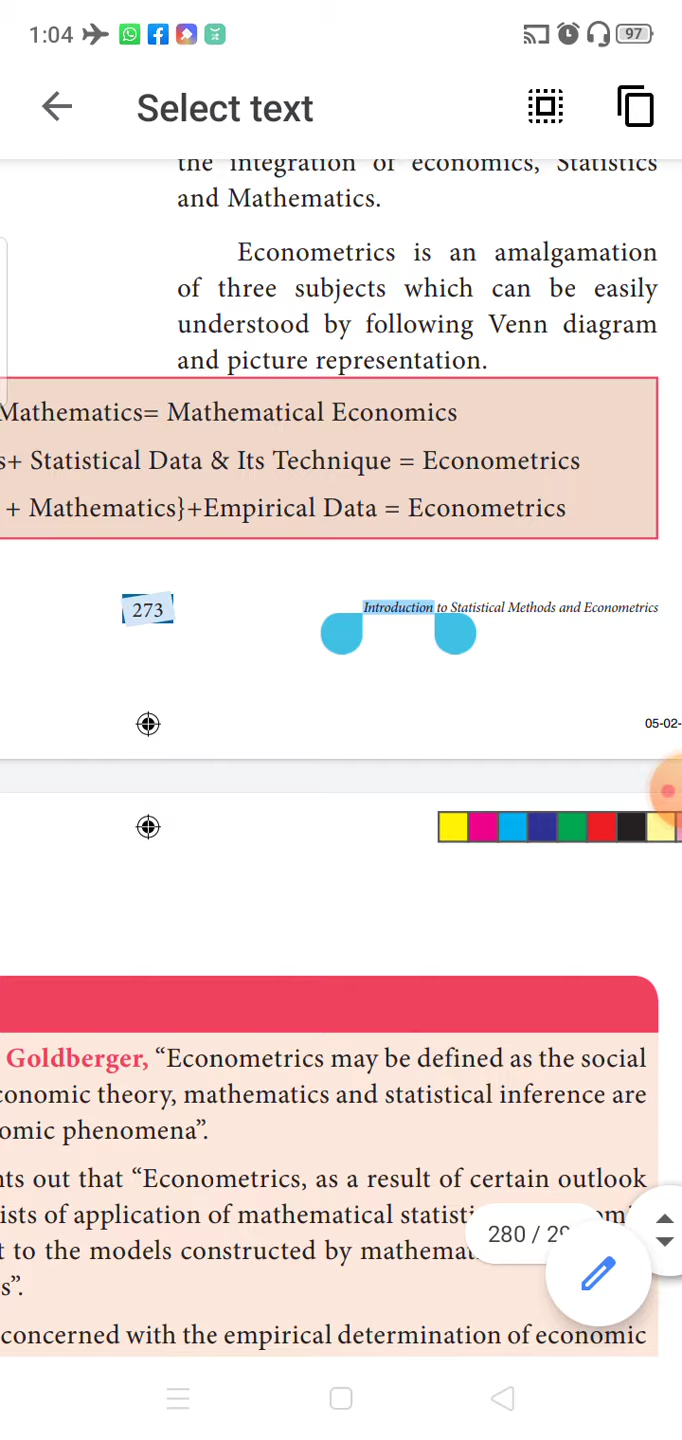 1:04
97
Select text
the integration of economics, Statistics
and Mathematics.
Econometrics is an amalgamation
of three subjects which can be easily
understood by following Venn diagram
and picture representation.
Mathematics= Mathematical Economics
s+ Statistical Data & Its Technique = Econometrics
+ Mathematics}+Empirical Data = Econometrics
273
Introduction to Statistical Methods and Econometrics
05-02-
Goldberger, “Econometrics may be defined as the social
conomic theory, mathematics and statistical inference are
omic phenomena”.
nts out that “Econometrics, as a result of certain outlook
ists of application of mathematical statisti
t to the models constructed by mathemat
s”.
280 / 29
concerned with the empirical determination of economic